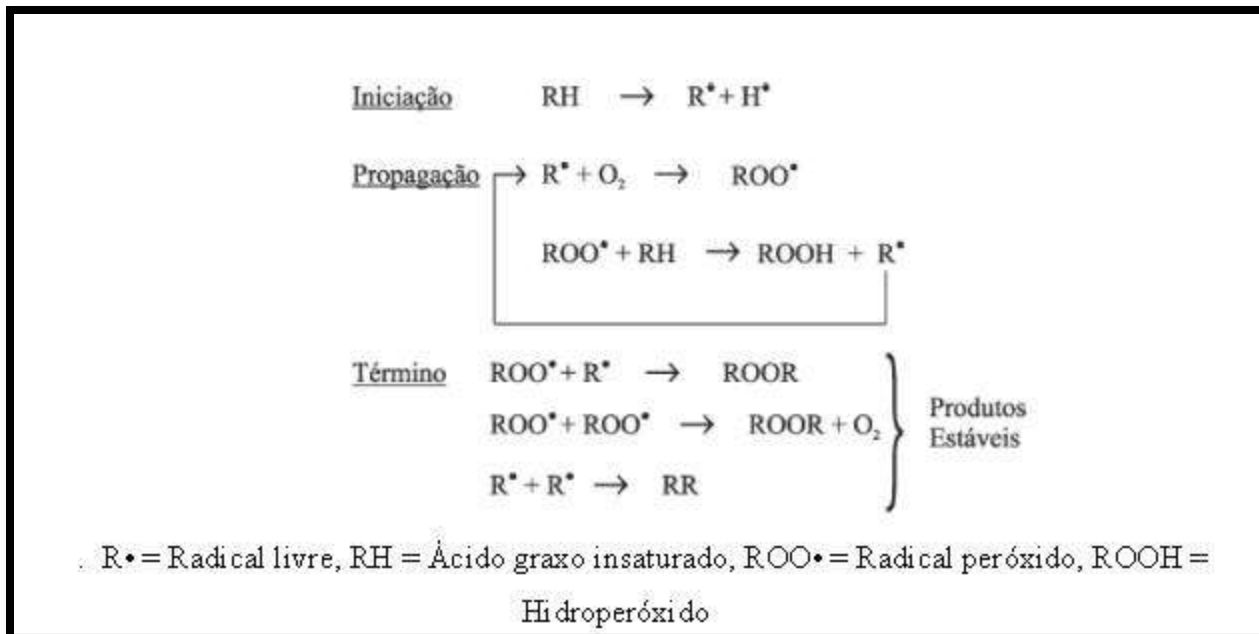 Iniciação RH → R• + H•
Propagação → R• + O₂ → ROO•
ROO• + RH → ROOH + R•
Término ROO• + R• → ROOR
ROO• + ROO• → ROOR + O₂
R• + R• → RR
Produtos
Estáveis
. R• = Radical livre, RH = Ácido graxo insaturado, ROO• = Radical peróxido, ROOH =
Hidroperóxido